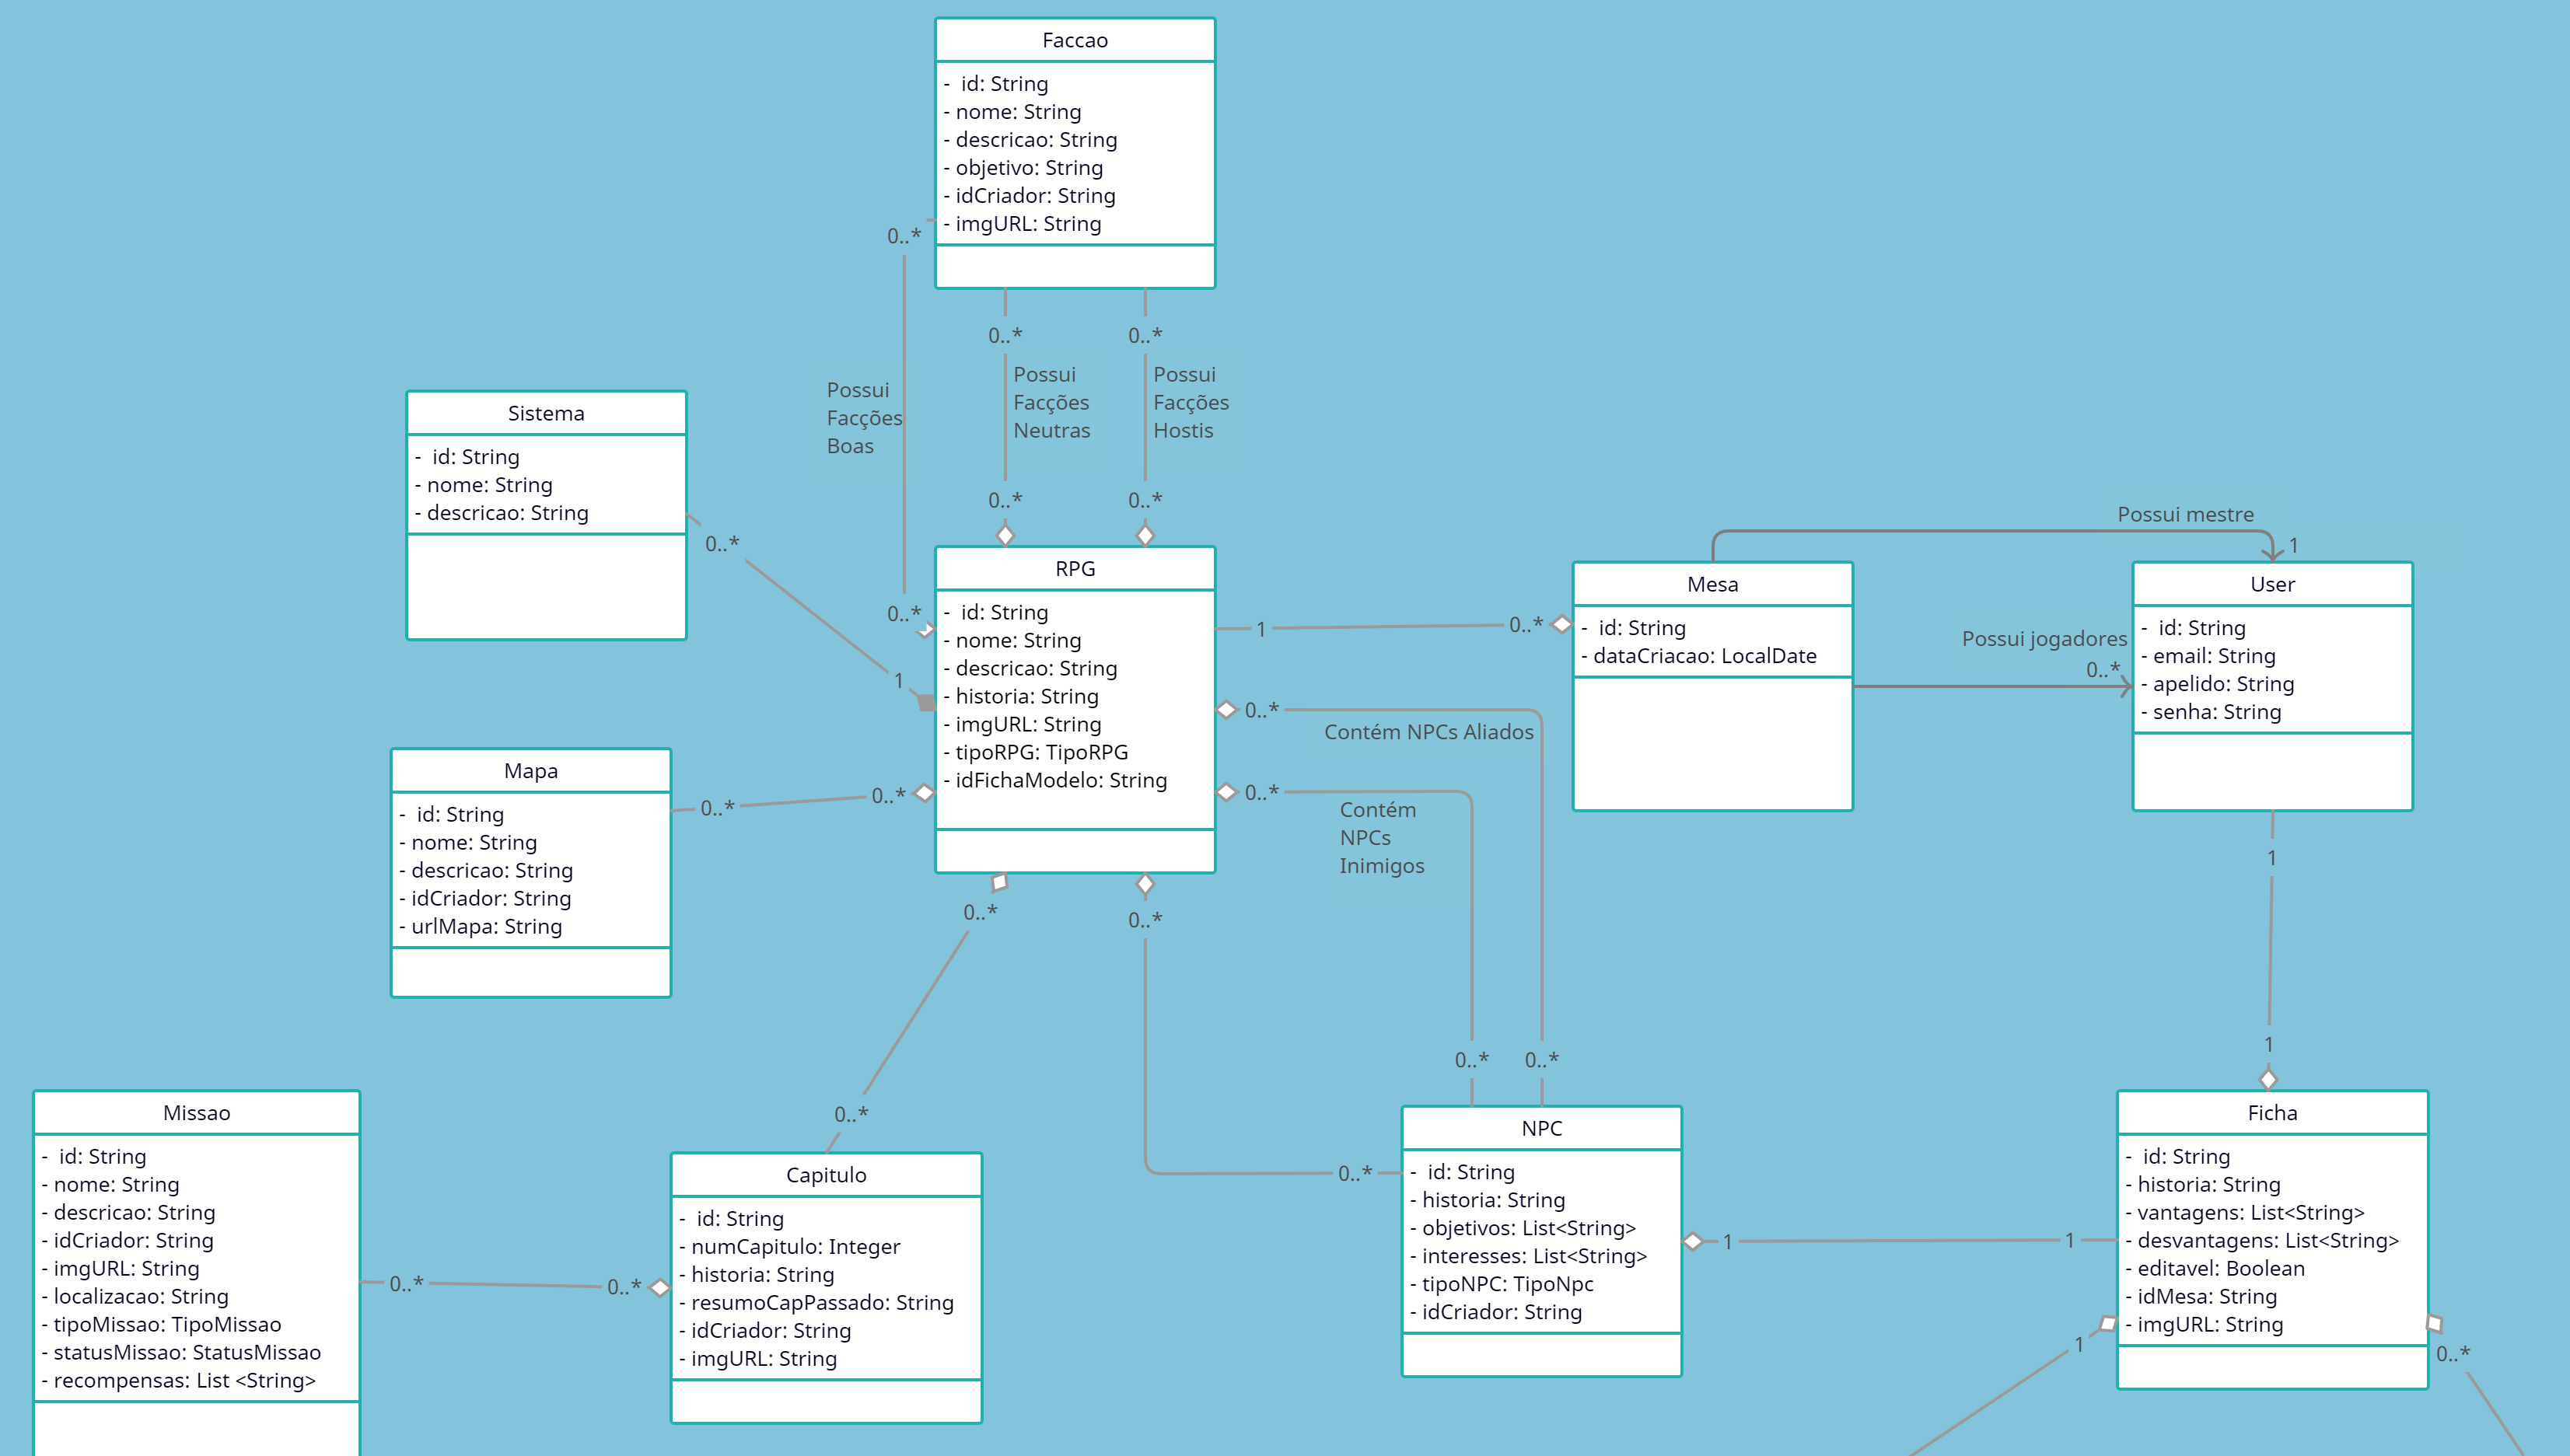 Faccao
-  id: String
- nome: String
- descricao: String
- objetivo: String
- idCriador: String
- imgURL: String
0..*
0..*
0..*
Possui
Facções
Boas
Possui
Facções
Neutras
Possui
Facções
Hostis
0..*
0..*
0..*
Sistema
-  id: String
- nome: String
- descricao: String
0..*
1
RPG
-  id: String
- nome: String
- descricao: String
- historia: String
- imgURL: String
- tipoRPG: TipoRPG
- idFichaModelo: String
1
0..*
Mesa
-  id: String
- dataCriacao: LocalDate
Possui mestre
1
Possui jogadores
0..*
User
-  id: String
- email: String
- apelido: String
- senha: String
0..*
Contém NPCs Aliados
0..*
Contém
NPCs
Inimigos
0..*
0..*
Mapa
-  id: String
- nome: String
- descricao: String
- idCriador: String
- urlMapa: String
0..*
0..*
0..*
0..*
0..*
0..*
1
1
Missao
-  id: String
- nome: String
- descricao: String
- idCriador: String
- imgURL: String
- localizacao: String
- tipoMissao: TipoMissao
- statusMissao: StatusMissao
- recompensas: List <String>
0..*
0..*
Capitulo
-  id: String
- numCapitulo: Integer
- historia: String
- resumoCapPassado: String
- idCriador: String
- imgURL: String
NPC
-  id: String
- historia: String
- objetivos: List<String>
- interesses: List<String>
- tipoNPC: TipoNpc
- idCriador: String
1
1
Ficha
-  id: String
- historia: String
- vantagens: List<String>
- desvantagens: List<String>
- editavel: Boolean
- idMesa: String
- imgURL: String
1
0..*